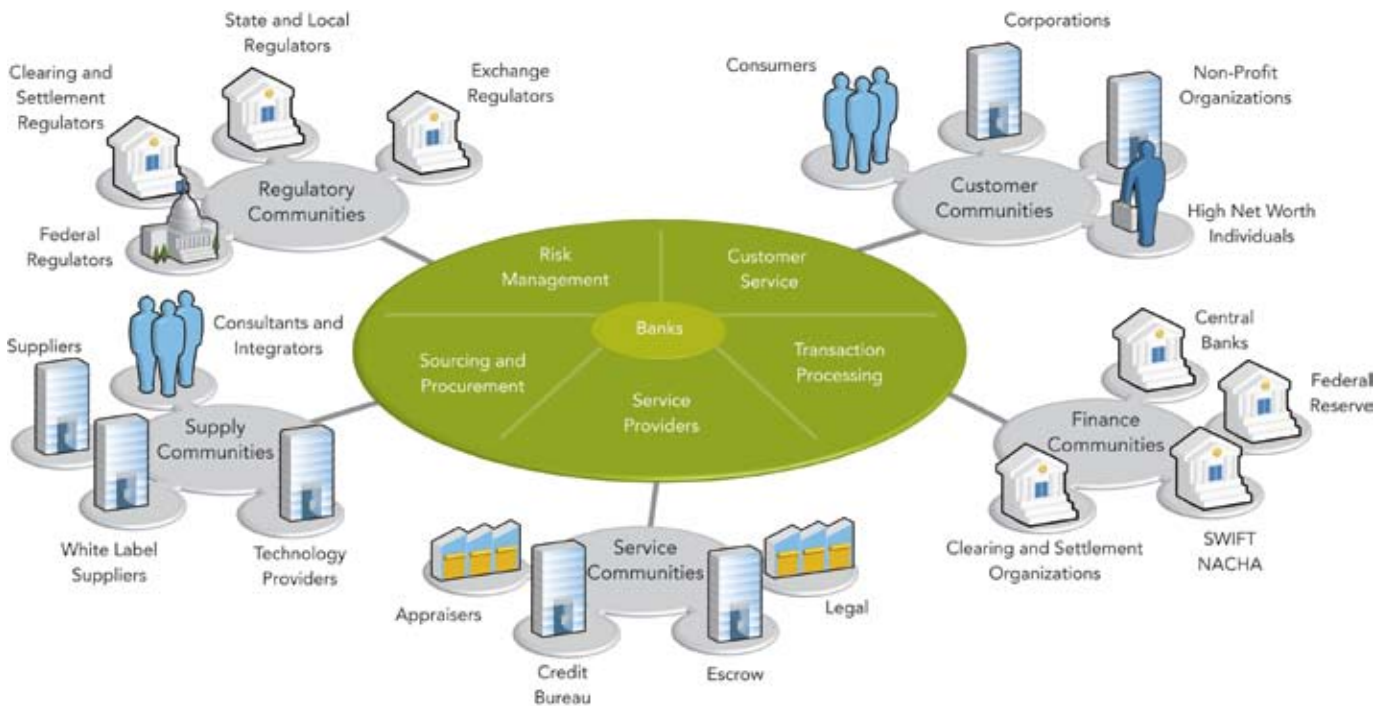 State and Local
Regulators
Clearing and
Settlement
Regulators
Exchange
Regulators
Regulatory
Communities
Federal
Regulators
Corporations
Consumers
Non-Profit
Organizations
Customer
Communities
High Net Worth
Individuals
Risk
Management
Customer
Service
Banks
Sourcing and
Procurement
Transaction
Processing
Service
Providers
Consultants and
Integrators
Suppliers
Supply
Communities
White Label
Suppliers
Technology
Providers
Central
Banks
Federal
Reserve
Finance
Communities
Clearing and Settlement
Organizations
SWIFT
NACHA
Service
Communities
Appraisers
Legal
Credit
Bureau
Escrow